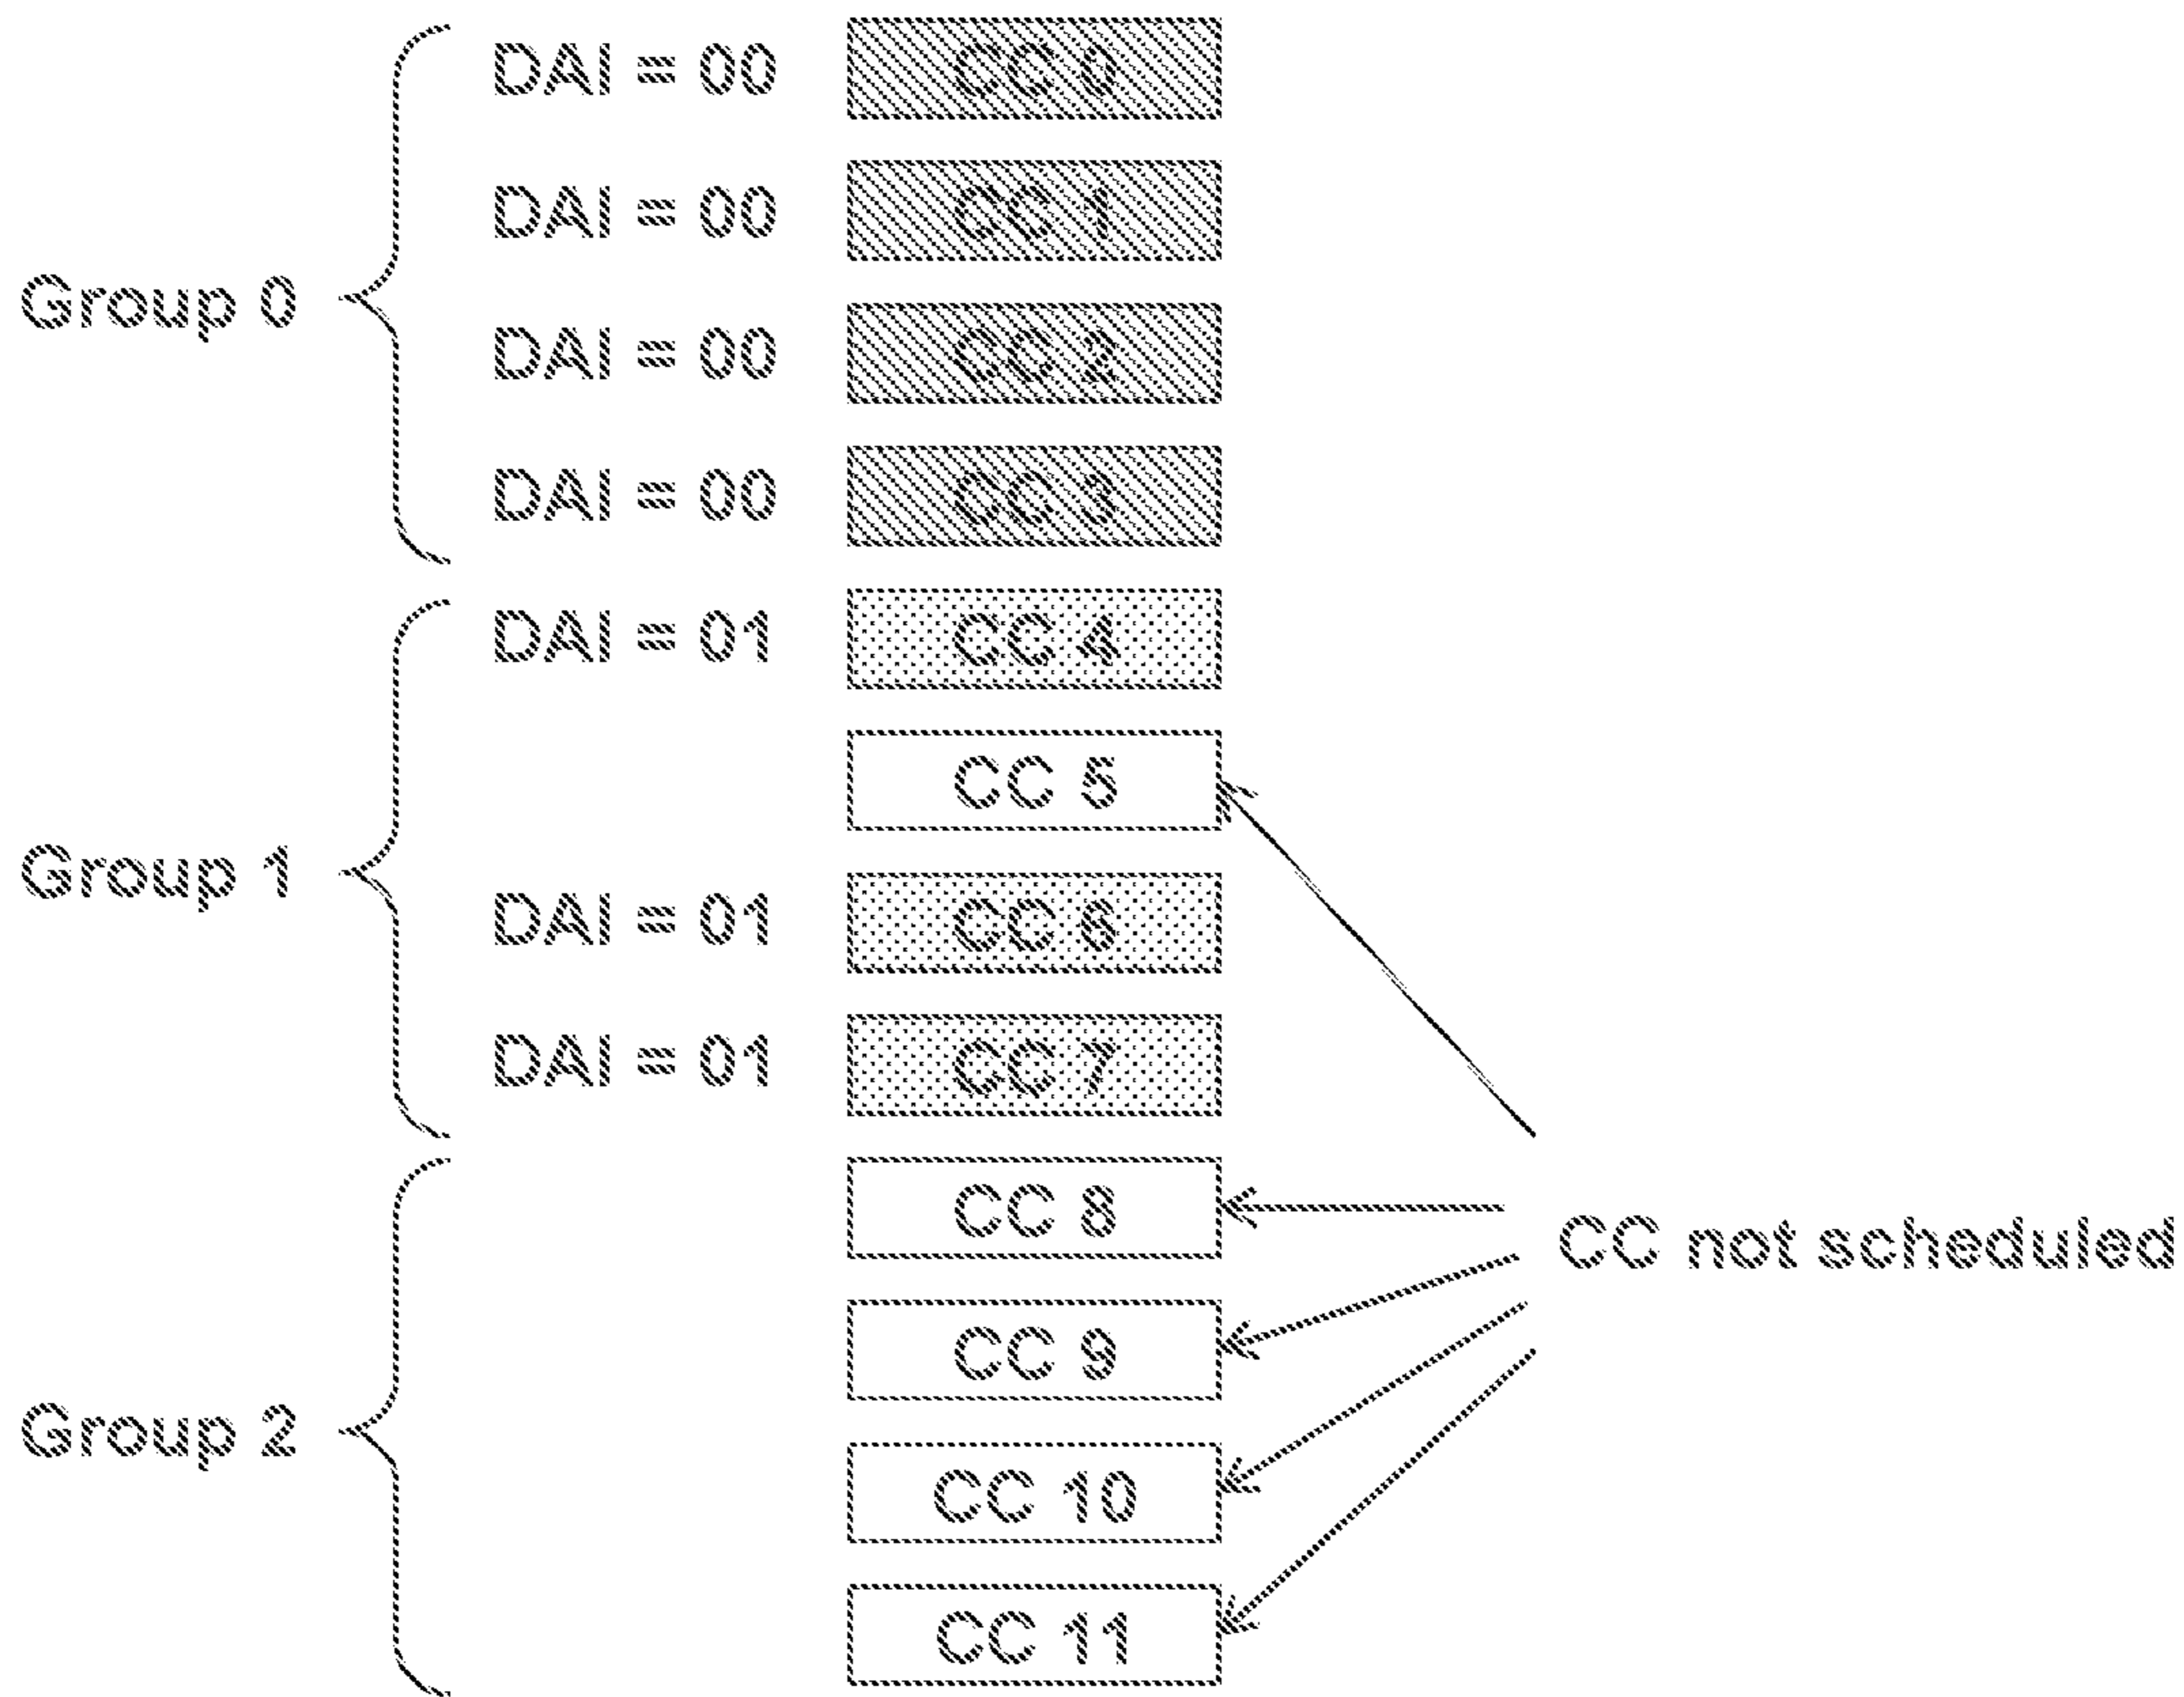 DAI = 00 CC 0
DAI = 00 CC 1
Group 0
DAI = 00 CC 2
DAI = 00 CC 3
DAI = 01 CC 4
CC 5
Group 1
DAI = 01 CC 6
DAI = 01 CC 7
CC 8
CC not scheduled
CC 9
Group 2
CC 10
CC 11